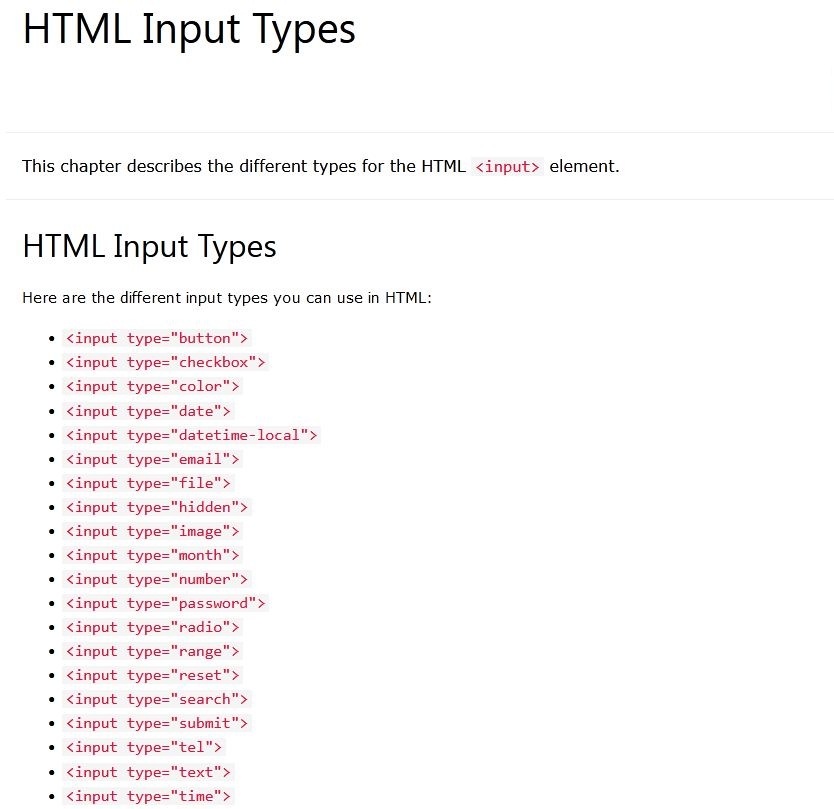 HTML Input Types
This chapter describes the different types for the HTML <input> element.
HTML Input Types
Here are the different input types you can use in HTML:
<input type="button">
<input type="checkbox">
<input type="color">
<input type="date">
<input type="datetime-local">
<input type="email">
<input type="file">
<input type="hidden">
<input type="image">
<input type="month">
<input type="number">
<input type="password">
<input type="radio">
<input type="range">
<input type="reset">
<input type="search">
<input type="submit">
<input type="tel">
<input type="text">
<input type="time">